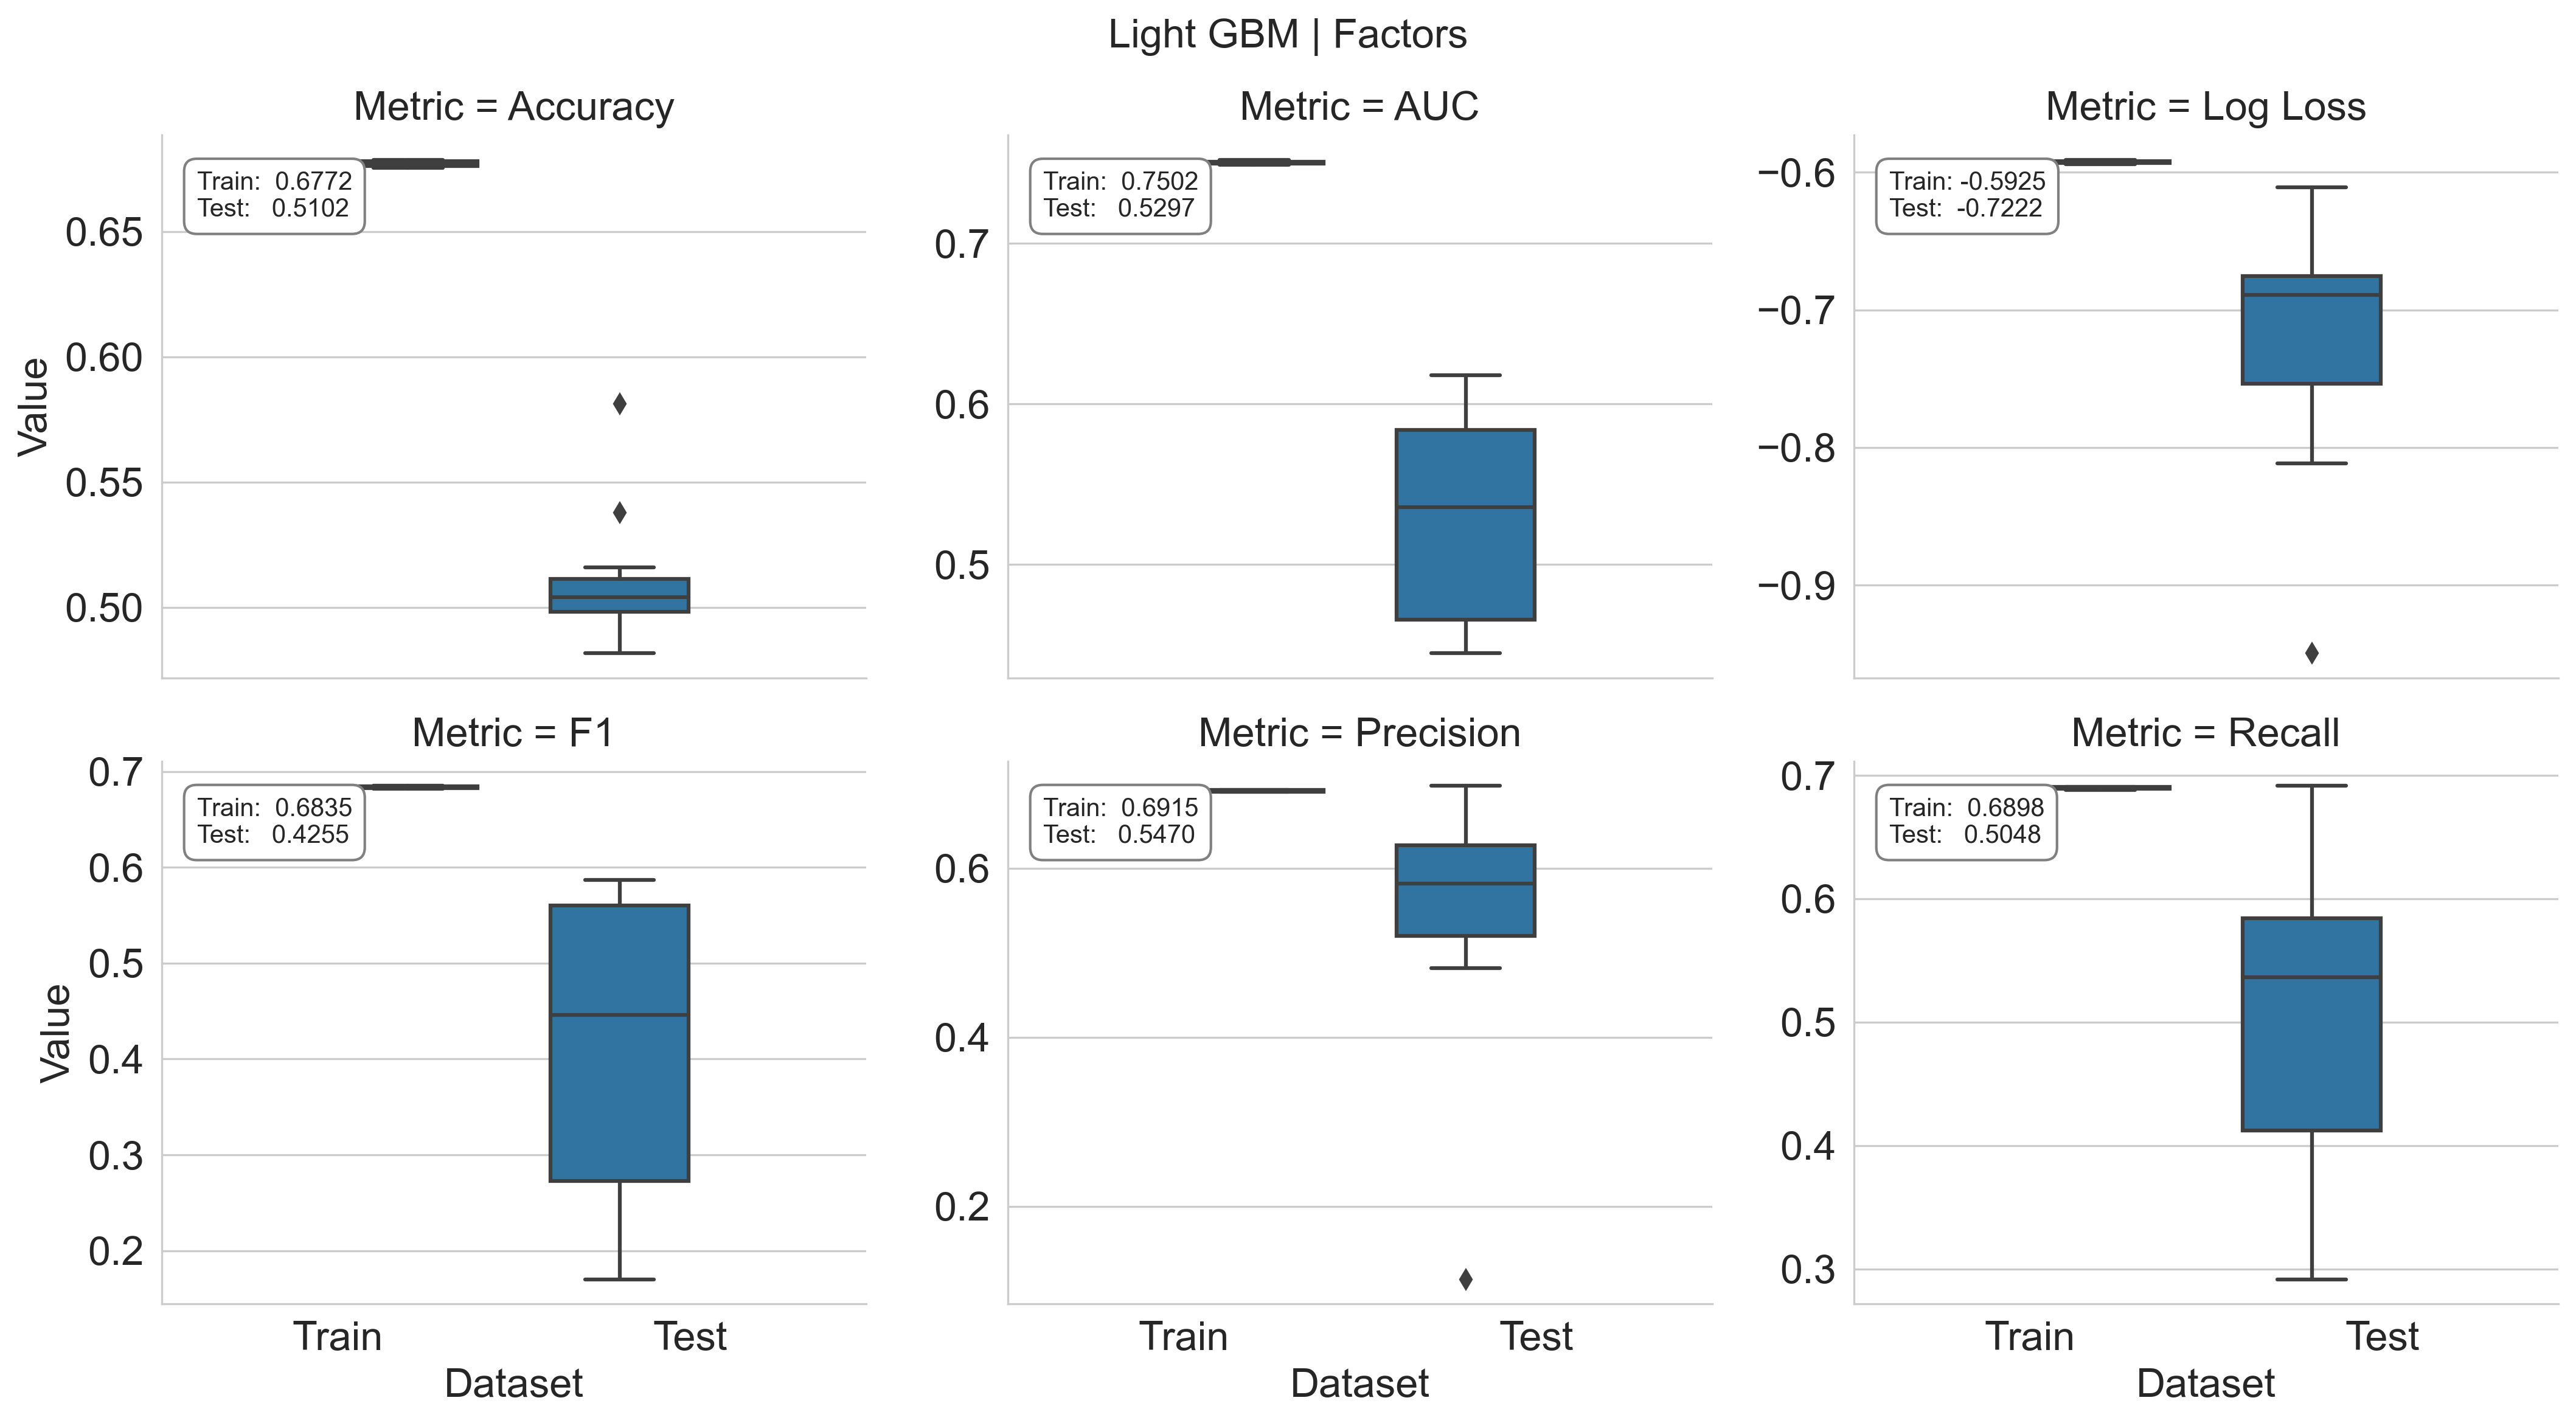 Light GBM | Factors
Metric = Accuracy
Train: 0.6772
Test: 0.5102
0.65
0.60
0.55
0.50
Value
Metric = AUC
Train: 0.7502
Test: 0.5297
0.7
0.6
0.5
Metric = Log Loss
Train: -0.5925
Test: -0.7222
−0.6
−0.7
−0.8
−0.9
Metric = F1
Train: 0.6835
Test: 0.4255
0.7
0.6
0.5
0.4
0.3
0.2
Value
Train Test
Dataset
Metric = Precision
Train: 0.6915
Test: 0.5470
0.6
0.4
0.2
Train Test
Dataset
Metric = Recall
Train: 0.6898
Test: 0.5048
0.7
0.6
0.5
0.4
0.3
Train Test
Dataset